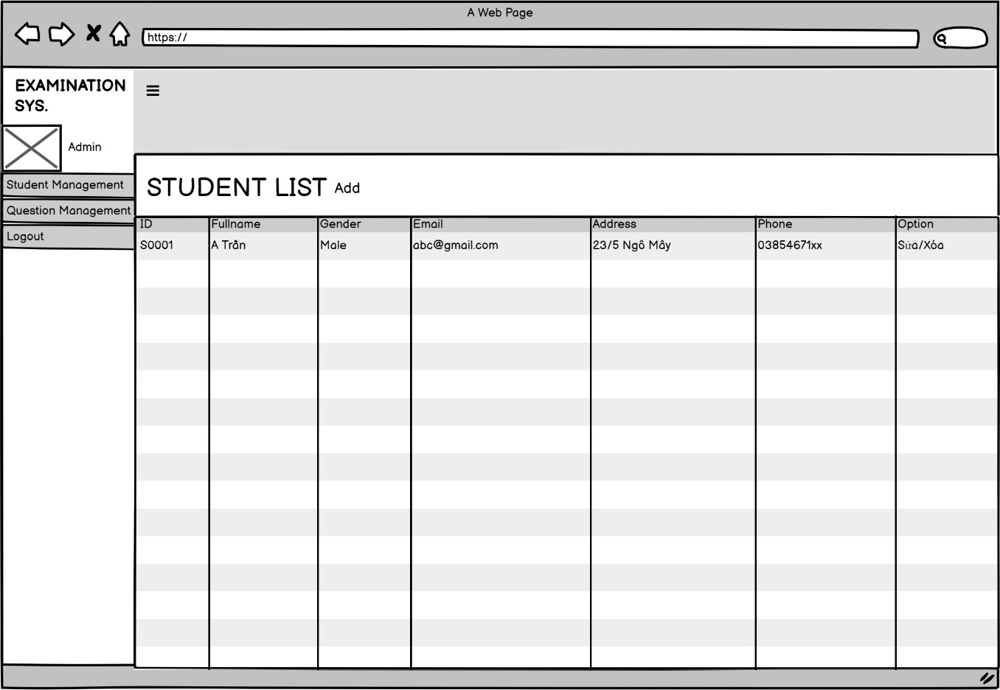 A Web Page
https://
EXAMINATION
SYS.
Admin
Student Management
Question Management
Logout
STUDENT LIST Add
ID Fullname Gender Email Address Phone Option
S0001 A Trần Male abc@gmail.com 23/5 Ngô Mây 03854671xx Sửa/Xóa